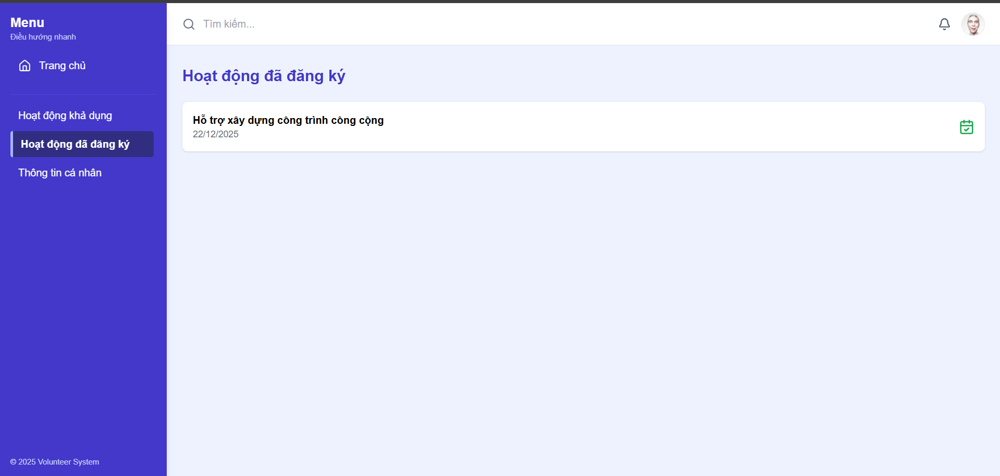 Menu
Điều hướng nhanh
Trang chủ
Hoạt động khả dụng
Hoạt động đã đăng ký
Thông tin cá nhân
© 2025 Volunteer System
Tìm kiếm...
Hoạt động đã đăng ký
Hỗ trợ xây dựng công trình công cộng
22/12/2025